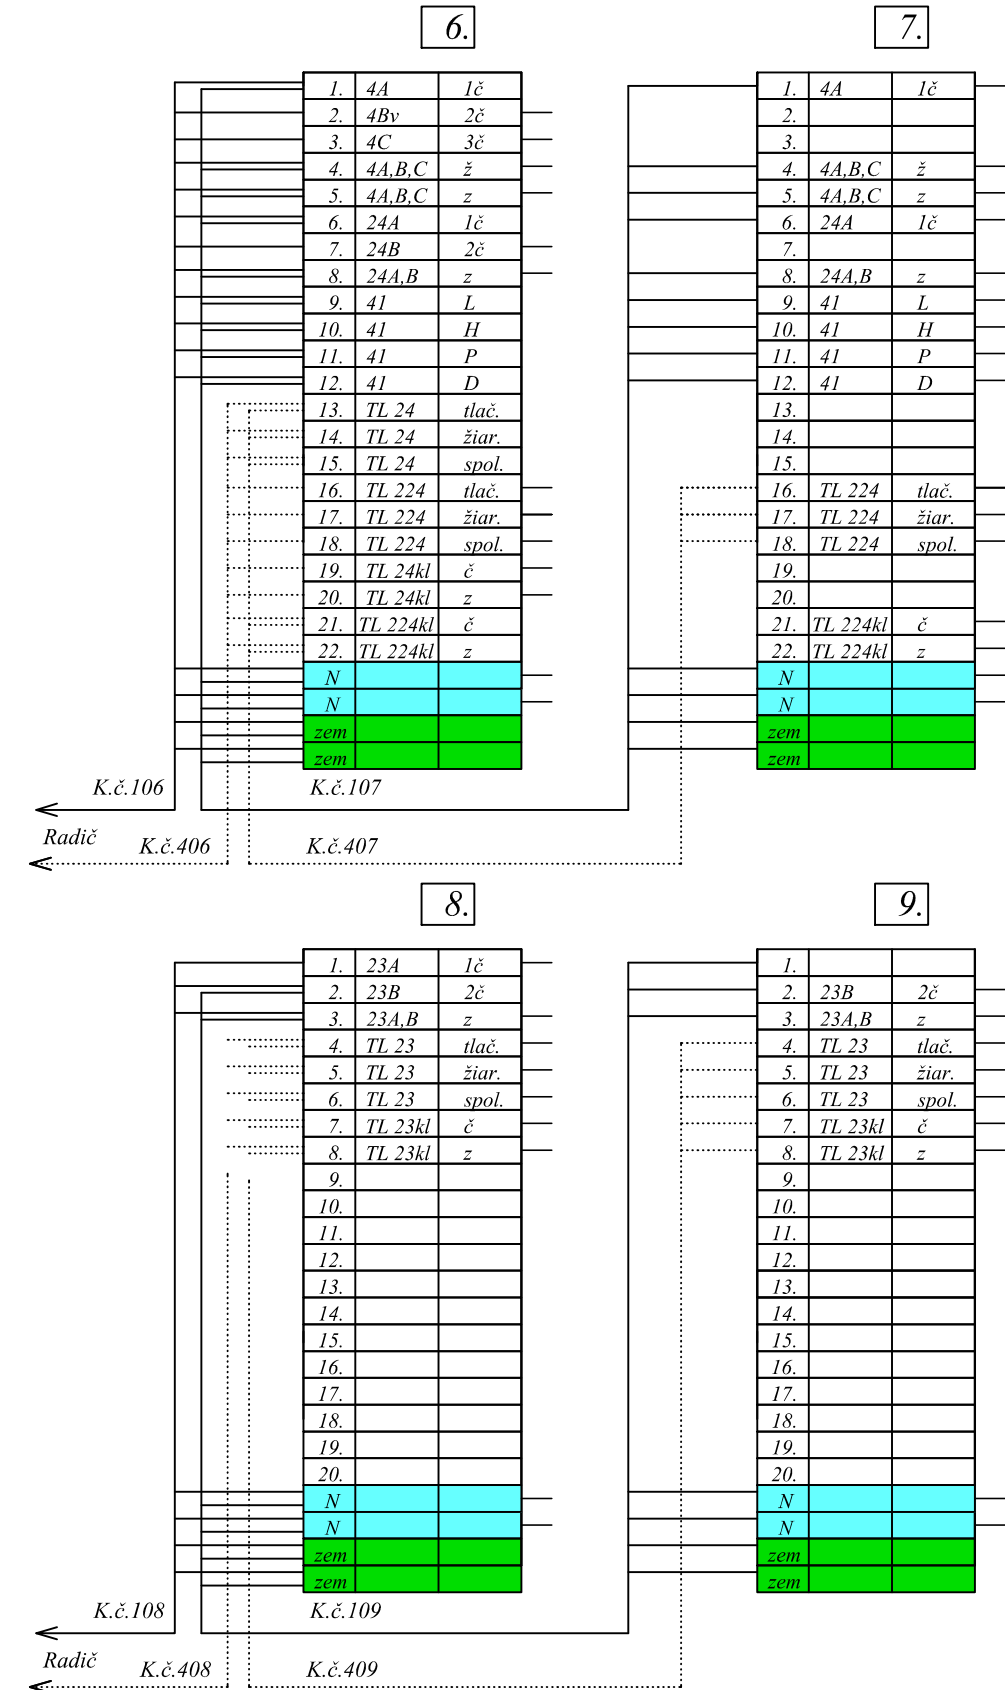 6.
1. 4A 1č
2. 4Bv 2č
3. 4C 3č
4. 4A,B,C ž
5. 4A,B,C z
6. 24A 1č
7. 24B 2č
8. 24A,B z
9. 41 L
10. 41 H
11. 41 P
12. 41 D
13. TL 24 tlač.
14. TL 24 žiar.
15. TL 24 spol.
16. TL 224 tlač.
17. TL 224 žiar.
18. TL 224 spol.
19. TL 24kl č
20. TL 24kl z
21. TL 224kl č
22. TL 224kl z
N
N
zem
zem
7.
1. 4A 1č
2.
3.
4. 4A,B,C ž
5. 4A,B,C z
6. 24A 1č
7.
8. 24A,B z
9. 41 L
10. 41 H
11. 41 P
12. 41 D
13.
14.
15.
16. TL 224 tlač.
17. TL 224 žiar.
18. TL 224 spol.
19.
20.
21. TL 224kl č
22. TL 224kl z
N
N
zem
zem
K.č.106 K.č.107
Radič K.č.406 K.č.407
8.
1. 23A 1č
2. 23B 2č
3. 23A,B z
4. TL 23 tlač.
5. TL 23 žiar.
6. TL 23 spol.
7. TL 23kl č
8. TL 23kl z
9.
10.
11.
12.
13.
14.
15.
16.
17.
18.
19.
20.
N
N
zem
zem
9.
1.
2. 23B 2č
3. 23A,B z
4. TL 23 tlač.
5. TL 23 žiar.
6. TL 23 spol.
7. TL 23kl č
8. TL 23kl z
9.
10.
11.
12.
13.
14.
15.
16.
17.
18.
19.
20.
N
N
zem
zem
K.č.108 K.č.109
Radič K.č.408 K.č.409